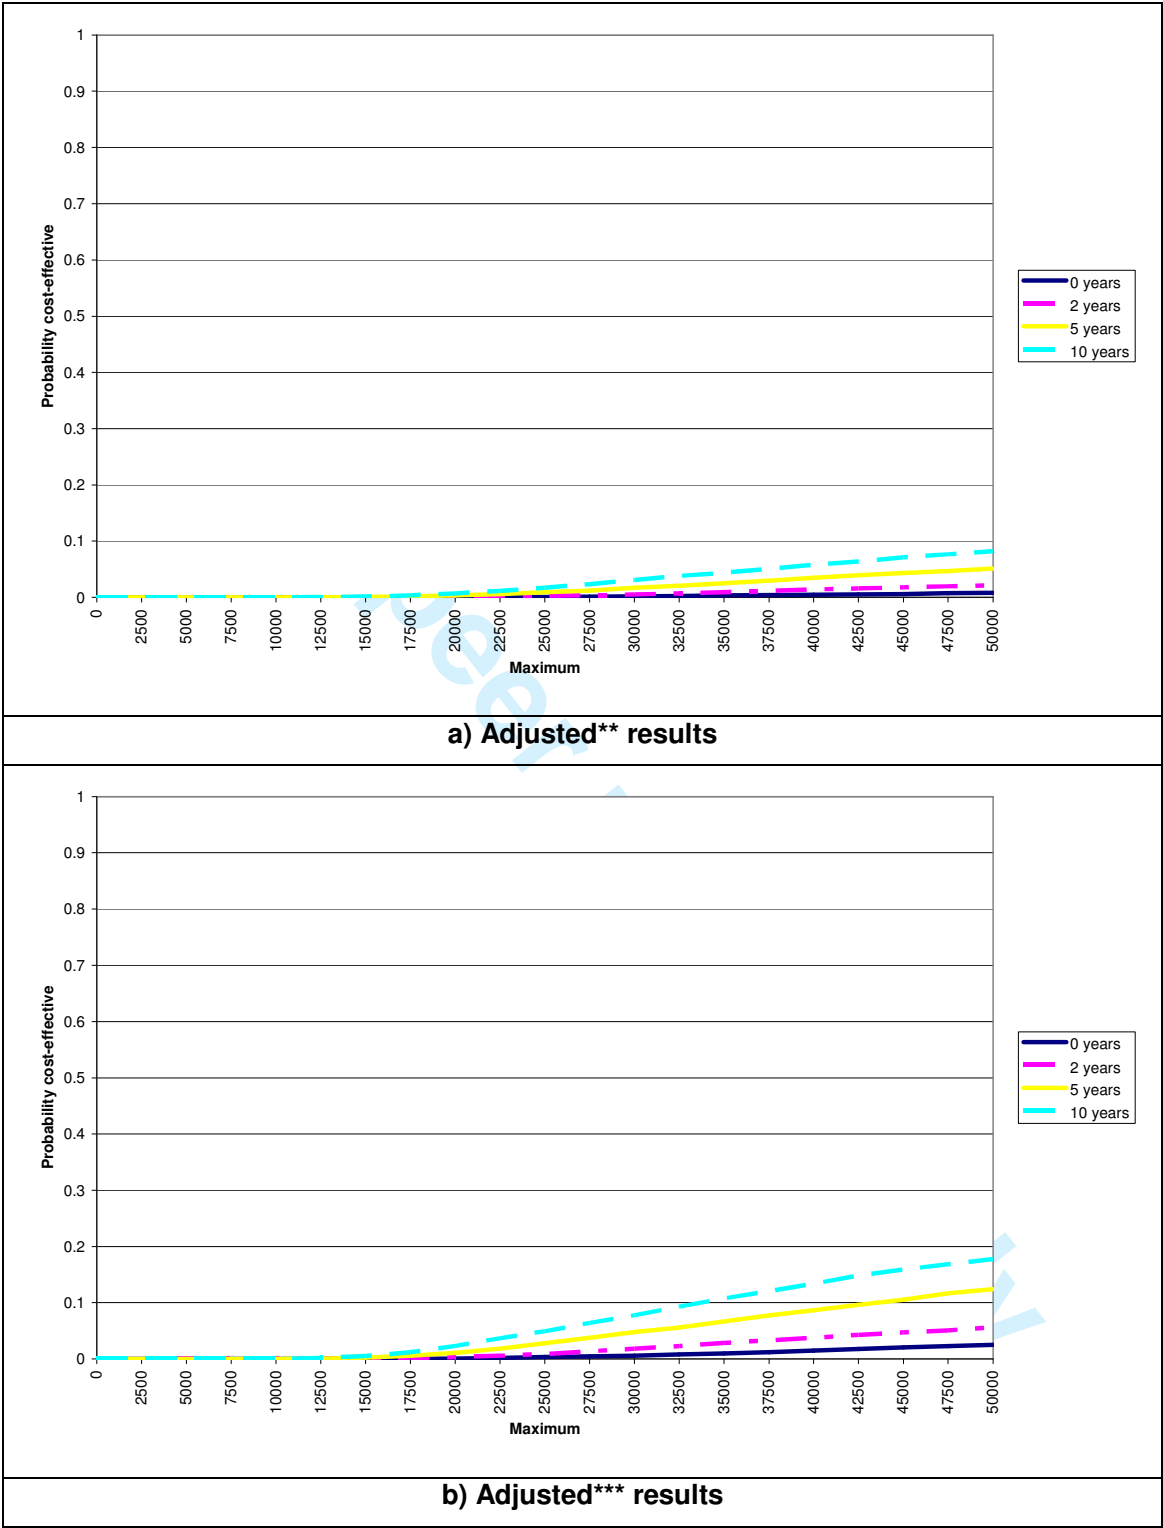 1
0.9
0.8
0.7
0.6
0.5
0.4
0.3
0.2
0.1
0
Probability cost-effective
0 2500 5000 7500 10000 12500 15000 17500 20000 22500 25000 27500 30000 32500 35000 37500 40000 42500 45000 47500 50000
Maximum
0 years
2 years
5 years
10 years
peer
a) Adjusted** results
1
0.9
0.8
0.7
0.6
0.5
0.4
0.3
0.2
0.1
0
Probability cost-effective
0 2500 5000 7500 10000 12500 15000 17500 20000 22500 25000 27500 30000 32500 35000 37500 40000 42500 45000 47500 50000
Maximum
0 years
2 years
5 years
10 years
b) Adjusted*** results